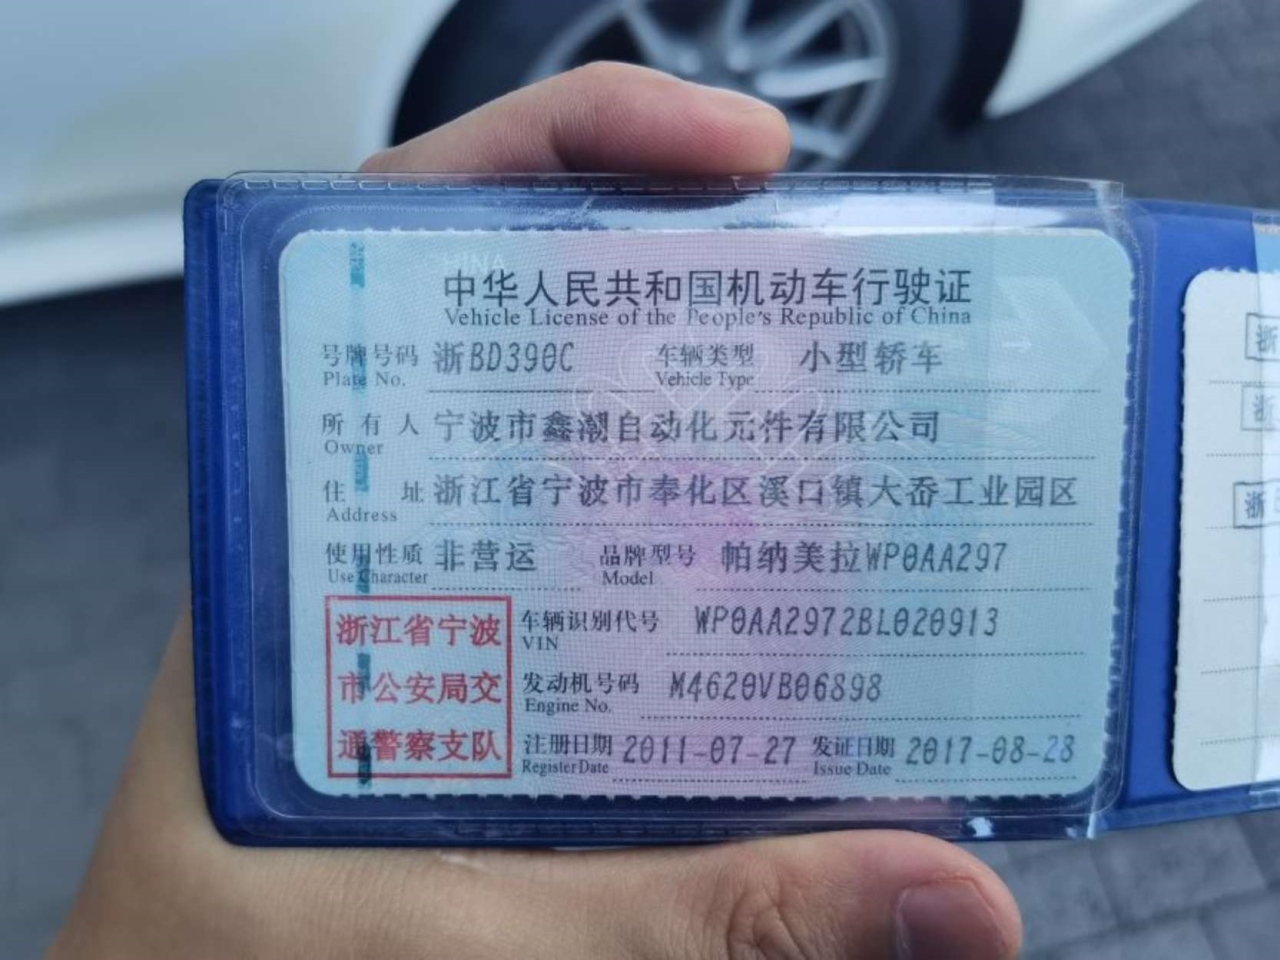 中华人民共和国机动车行驶证
Vehicle License of the People's Republic of China
号牌号码 浙BD390C 车辆类型 小型轿车
Plate No. Vehicle Type
所有人 宁波市鑫潮自动化元件有限公司
Owner
住址 浙江省宁波市奉化区溪口镇大岙工业园区
Address
使用性质 非营运 品牌型号 帕纳美拉WP0AA297
Use Character Model
浙江省宁波
市公安局交
通警察支队
车辆识别代号 WP0AA2972BL020913
VIN
发动机号码 M4620VB06898
Engine No.
注册日期 2011-07-27 发证日期 2017-08-28
Register Date Issue Date
浙
浙
浙